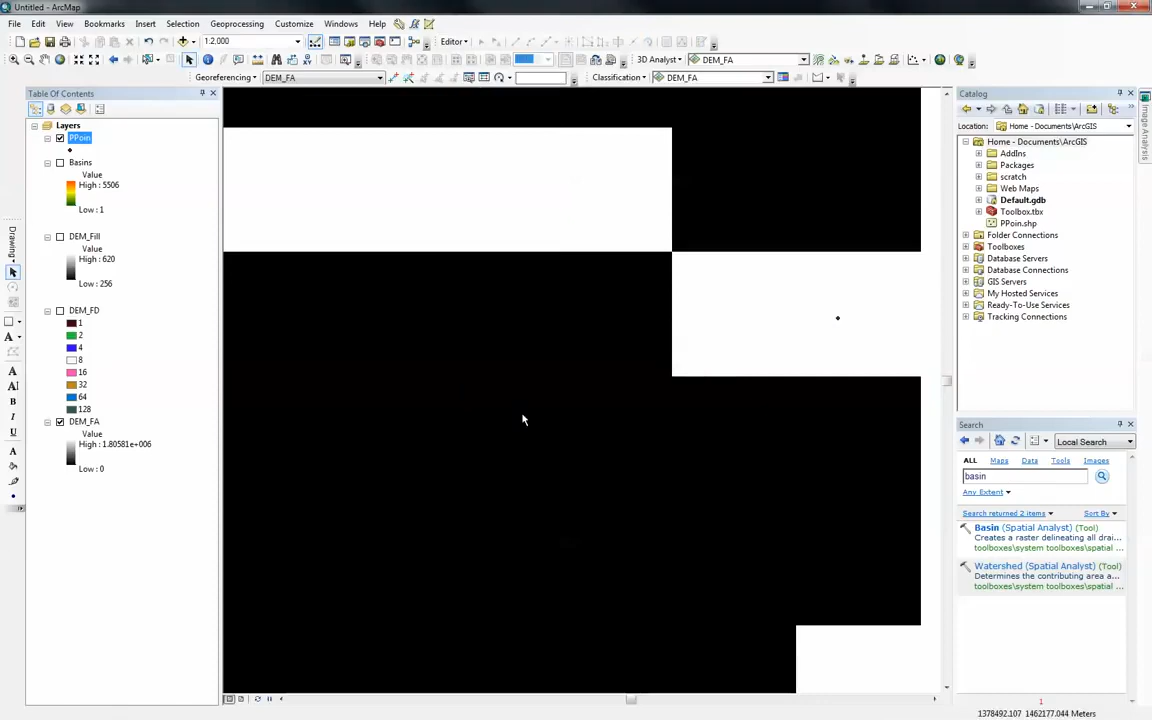 Untitled - ArcMap
File Edit View Bookmarks Insert Selection Geoprocessing Customize Windows Help
1:2,000 Editor
3D Analyst DEM_FA
Georeferencing DEM_FA Classification DEM_FA
Table Of Contents
Layers
PPoin
Basins
Value
High : 5506
Low : 1
DEM_Fill
Value
High : 620
Low : 256
DEM_FD
1
2
4
8
16
32
64
128
DEM_FA
Value
High : 1.80581e+006
Low : 0
Drawing
A
A
A
B
I
U
A
Catalog
Location: Home - Documents\ArcGIS
Home - Documents\ArcGIS
AddIns
Packages
scratch
Web Maps
Default.gdb
Toolbox.tbx
PPoin.shp
Folder Connections
Toolboxes
Database Servers
Database Connections
GIS Servers
My Hosted Services
Ready-To-Use Services
Tracking Connections
Image Analysis
Search
Local Search
ALL Maps Data Tools Images
basin
Any Extent
Search returned 2 items Sort By
Basin (Spatial Analyst) (Tool)
Creates a raster delineating all drai...
toolboxes\system toolboxes\spatial ...
Watershed (Spatial Analyst) (Tool)
Determines the contributing area a...
toolboxes\system toolboxes\spatial ...
1
1378492.107 1462177.044 Meters